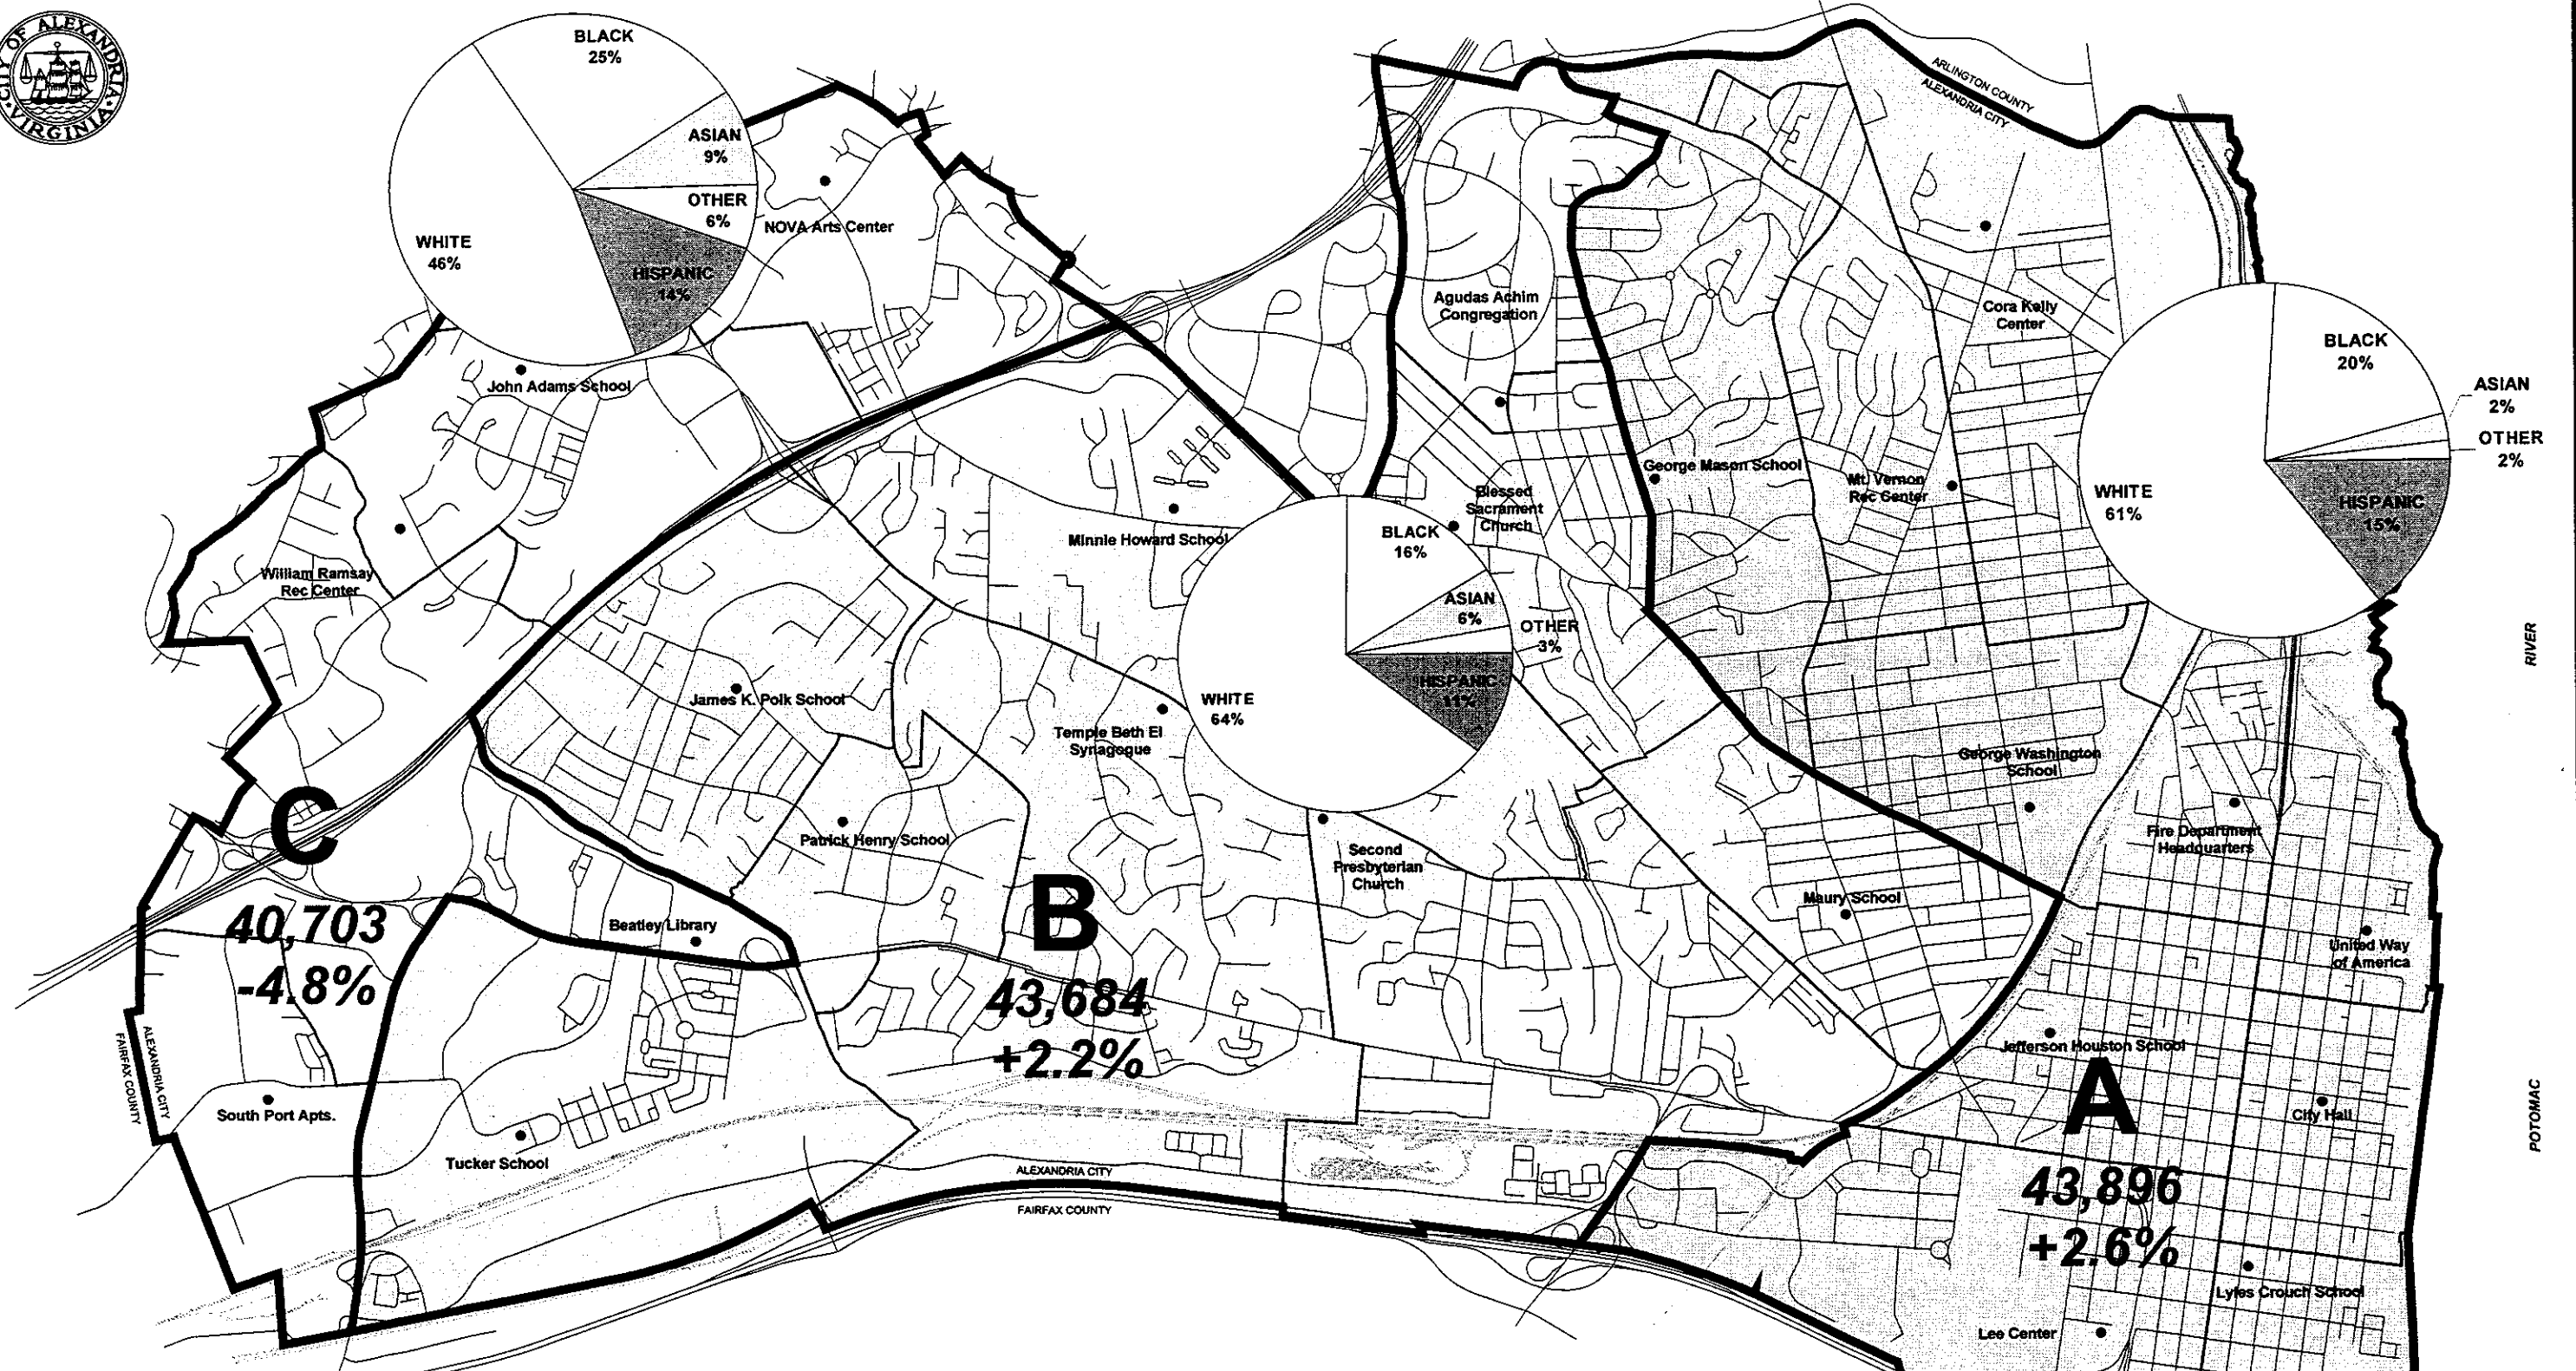 CITY OF ALEXANDRIA
VIRGINIA
BLACK
25%
ASIAN
9%
OTHER
6%
HISPANIC
14%
WHITE
46%
NOVA Arts Center
ARLINGTON COUNTY
ALEXANDRIA CITY
Agudas Achim
Congregation
Cora Kelly
Center
BLACK
20%
ASIAN
2%
OTHER
2%
HISPANIC
15%
WHITE
61%
John Adams School
George Mason School
Mt. Vernon
Rec Center
Blessed
Sacrament
Church
Minnie Howard School
BLACK
16%
ASIAN
6%
OTHER
3%
HISPANIC
11%
WHITE
64%
William Ramsay
Rec Center
RIVER
James K. Polk School
Temple Beth El
Synagogue
George Washington
School
Patrick Henry School
Second
Presbyterian
Church
Fire Department
Headquarters
C
40,703
-4.8%
Beatley Library
B
43,684
+2.2%
Maury School
United Way
of America
ALEXANDRIA CITY
FAIRFAX COUNTY
Jefferson Houston School
South Port Apts.
A
43,896
+2.6%
City Hall
POTOMAC
Tucker School
ALEXANDRIA CITY
FAIRFAX COUNTY
Lyles Crouch School
Lee Center